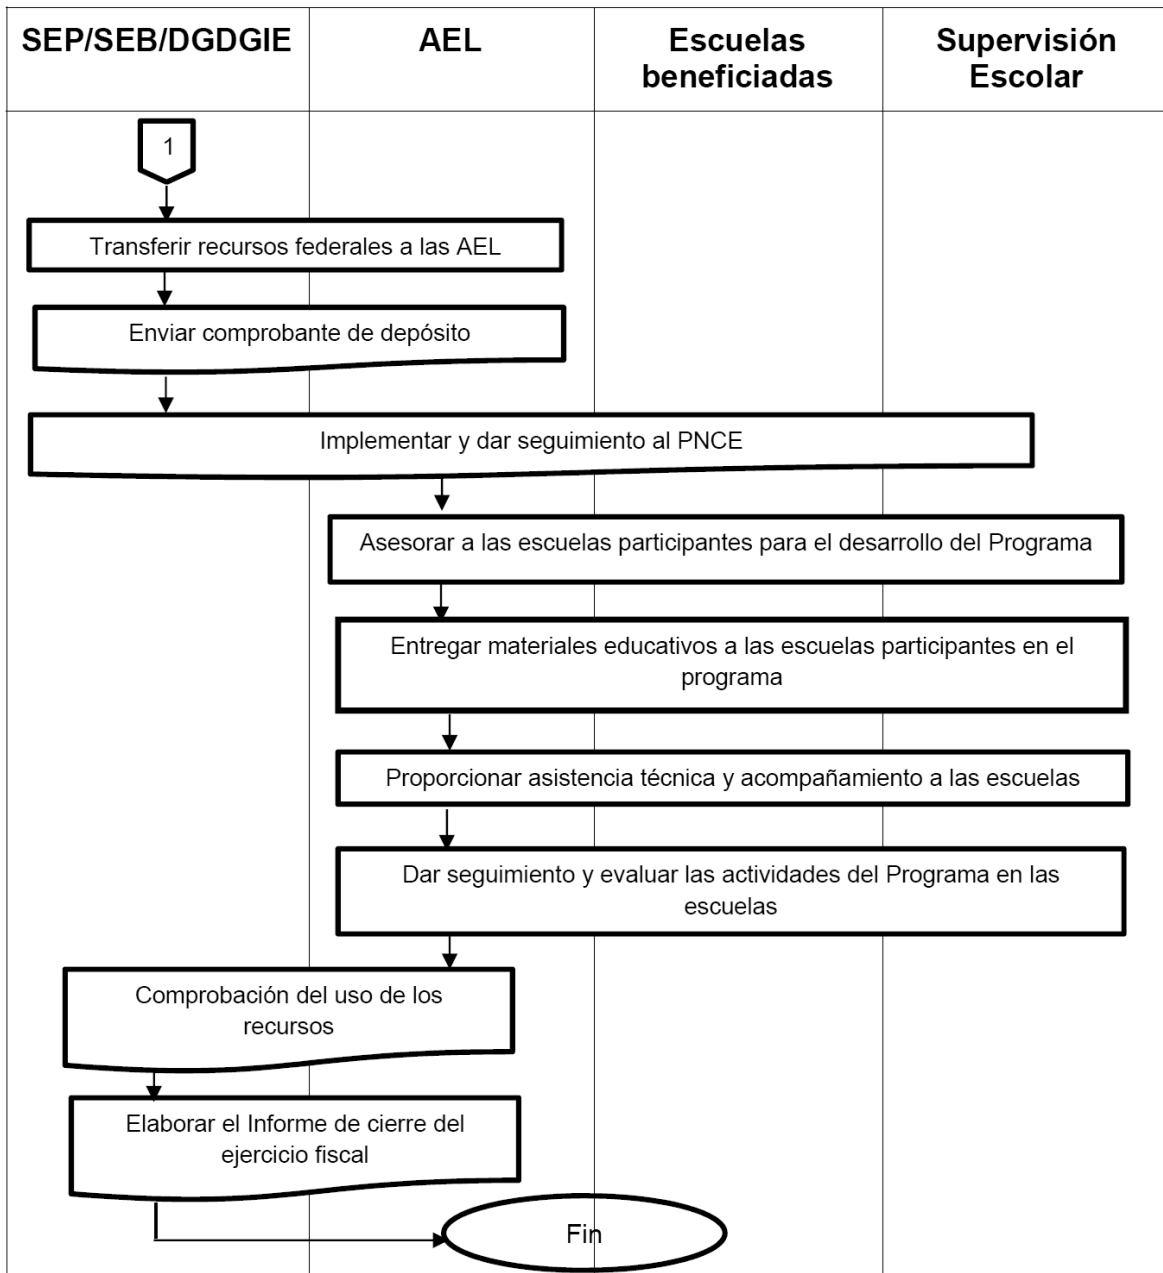 SEP/SEB/DGDGIE
AEL
Escuelas
beneficiadas
Supervisión
Escolar
1
Transferir recursos federales a las AEL
Enviar comprobante de depósito
Implementar y dar seguimiento al PNCE
Asesorar a las escuelas participantes para el desarrollo del Programa
Entregar materiales educativos a las escuelas participantes en el
programa
Proporcionar asistencia técnica y acompañamiento a las escuelas
Dar seguimiento y evaluar las actividades del Programa en las
escuelas
Comprobación del uso de los
recursos
Elaborar el Informe de cierre del
ejercicio fiscal
Fin